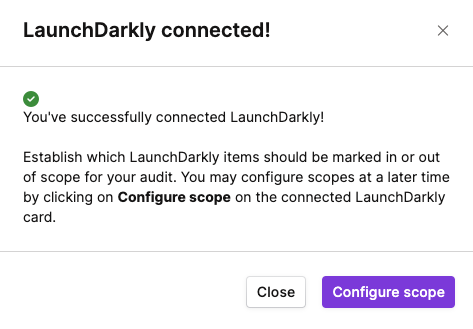 LaunchDarkly connected!
You've successfully connected LaunchDarkly!
Establish which LaunchDarkly items should be marked in or out
of scope for your audit. You may configure scopes at a later time
by clicking on Configure scope on the connected LaunchDarkly
card.
Close
Configure scope